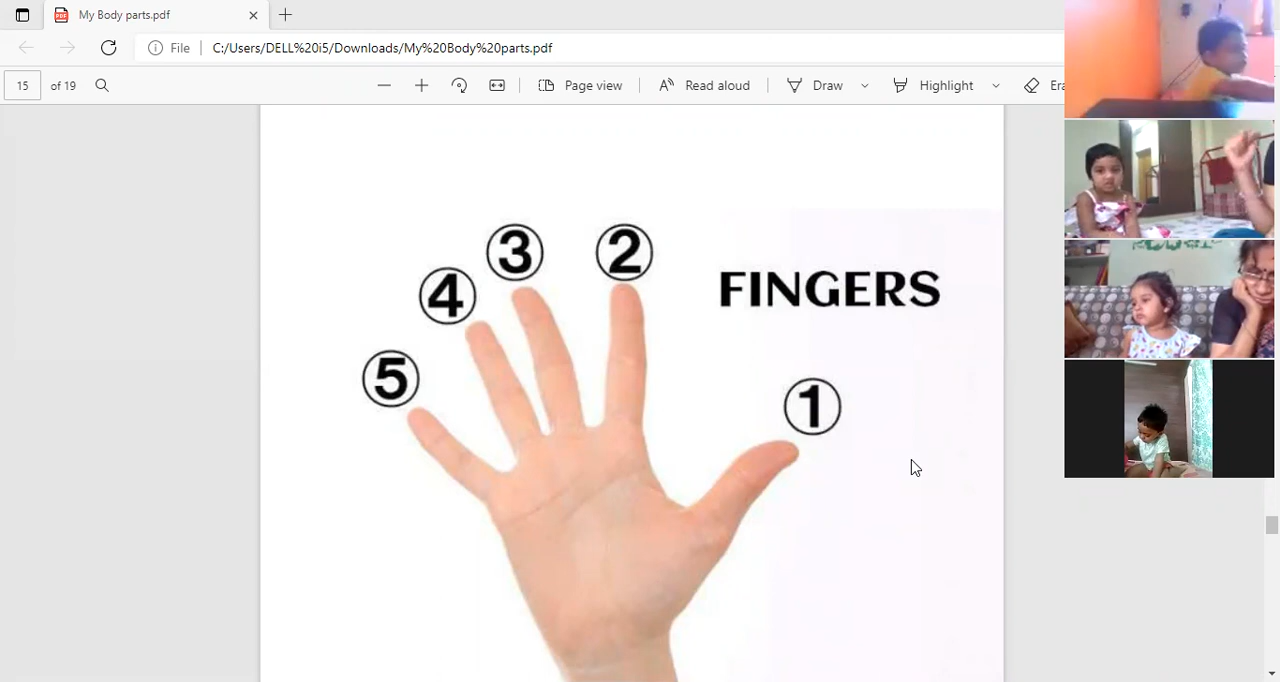 My Body parts.pdf
File
C:/Users/DELL%20i5/Downloads/My%20Body%20parts.pdf
15 of 19
Page view
Read aloud
Draw
Highlight
Era
3
2
4
FINGERS
5
1